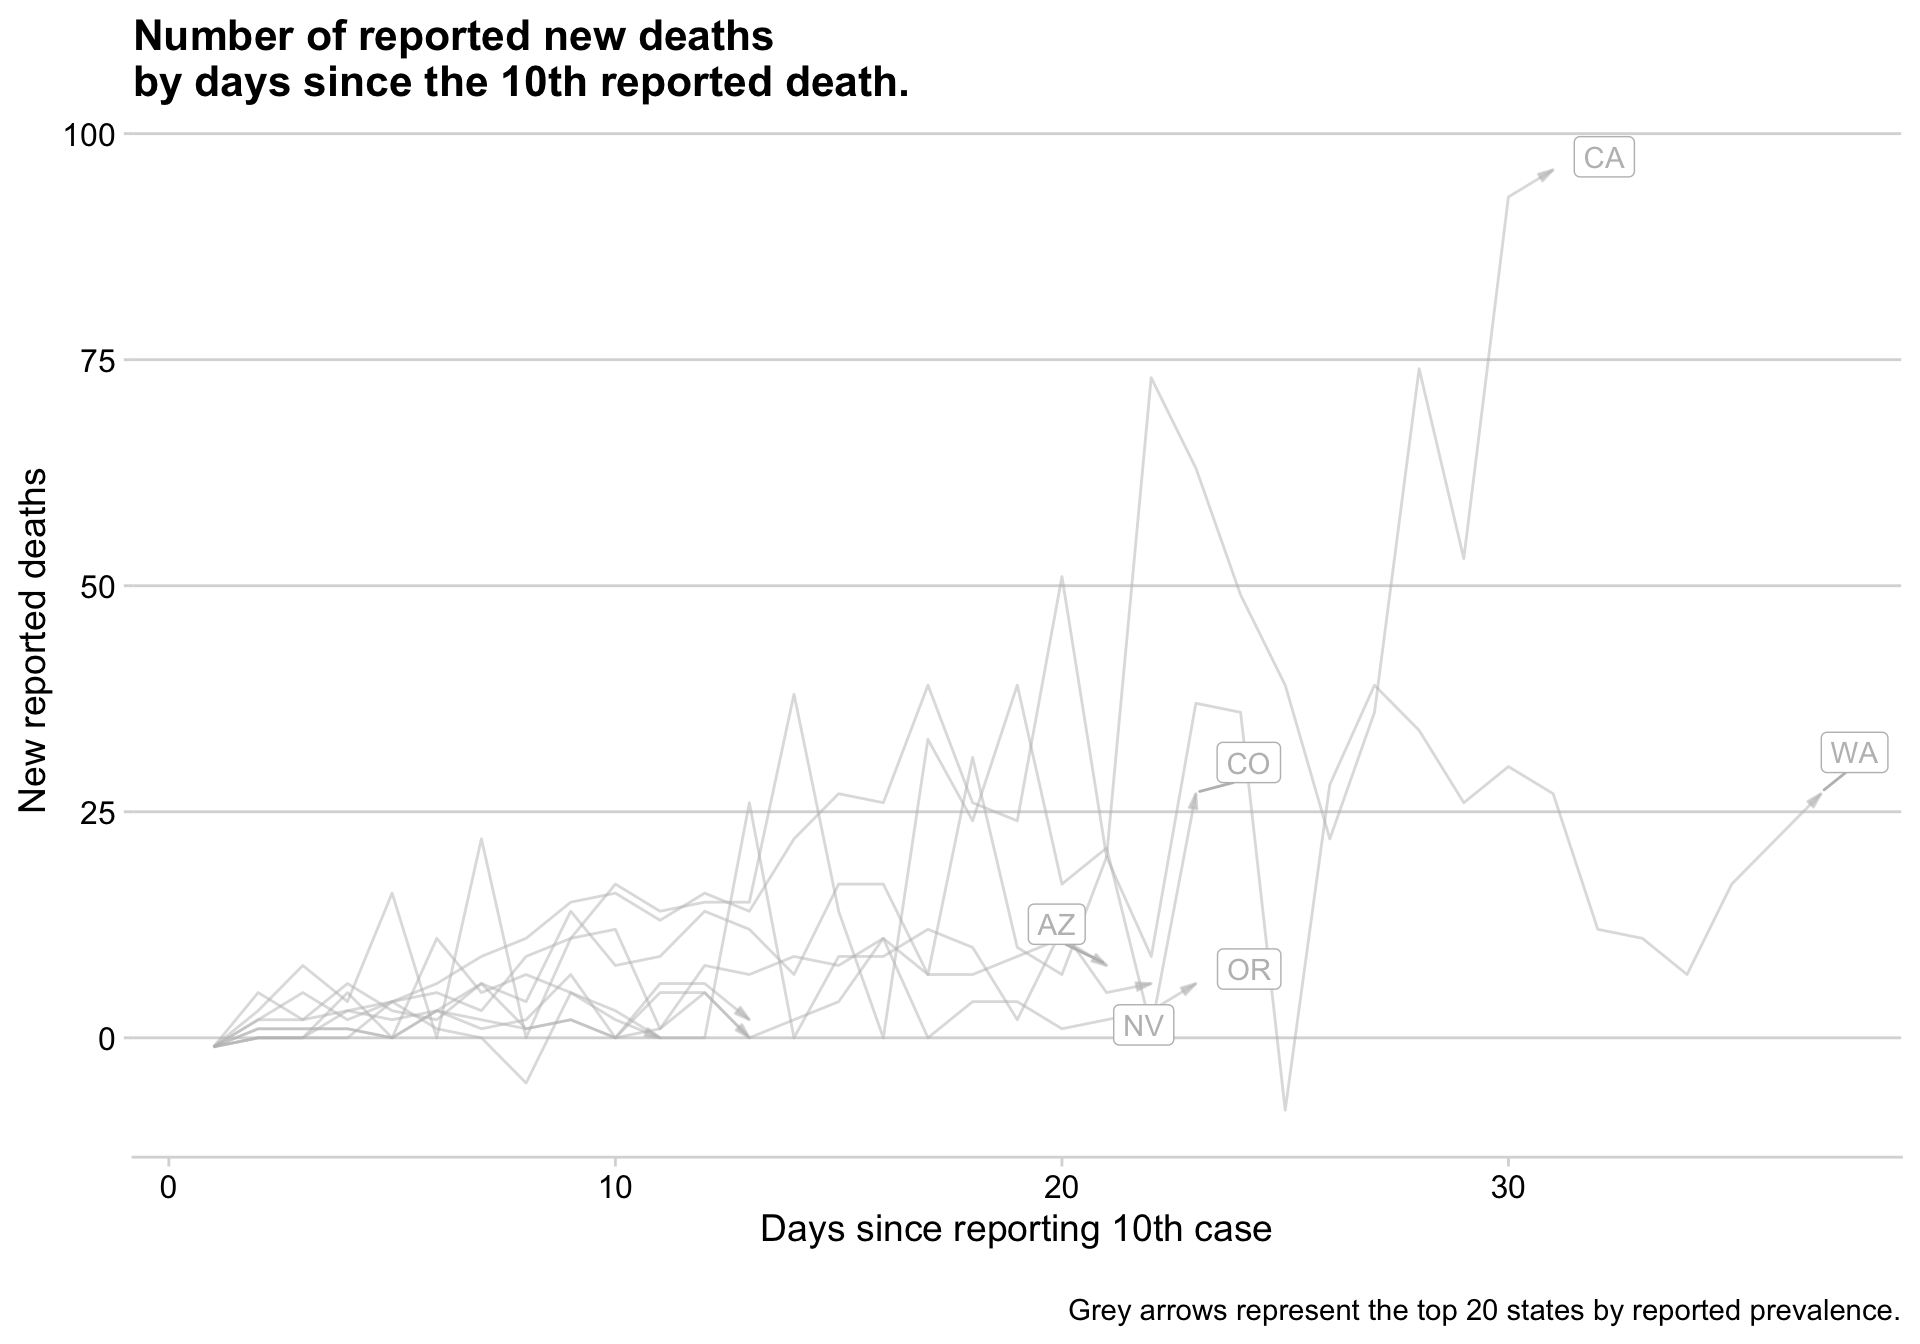 Number of reported new deaths
by days since the 10th reported death.
100
75
50
25
0
New reported deaths
CA
WA
CO
AZ
OR
NV
0 10 20 30
Days since reporting 10th case
Grey arrows represent the top 20 states by reported prevalence.